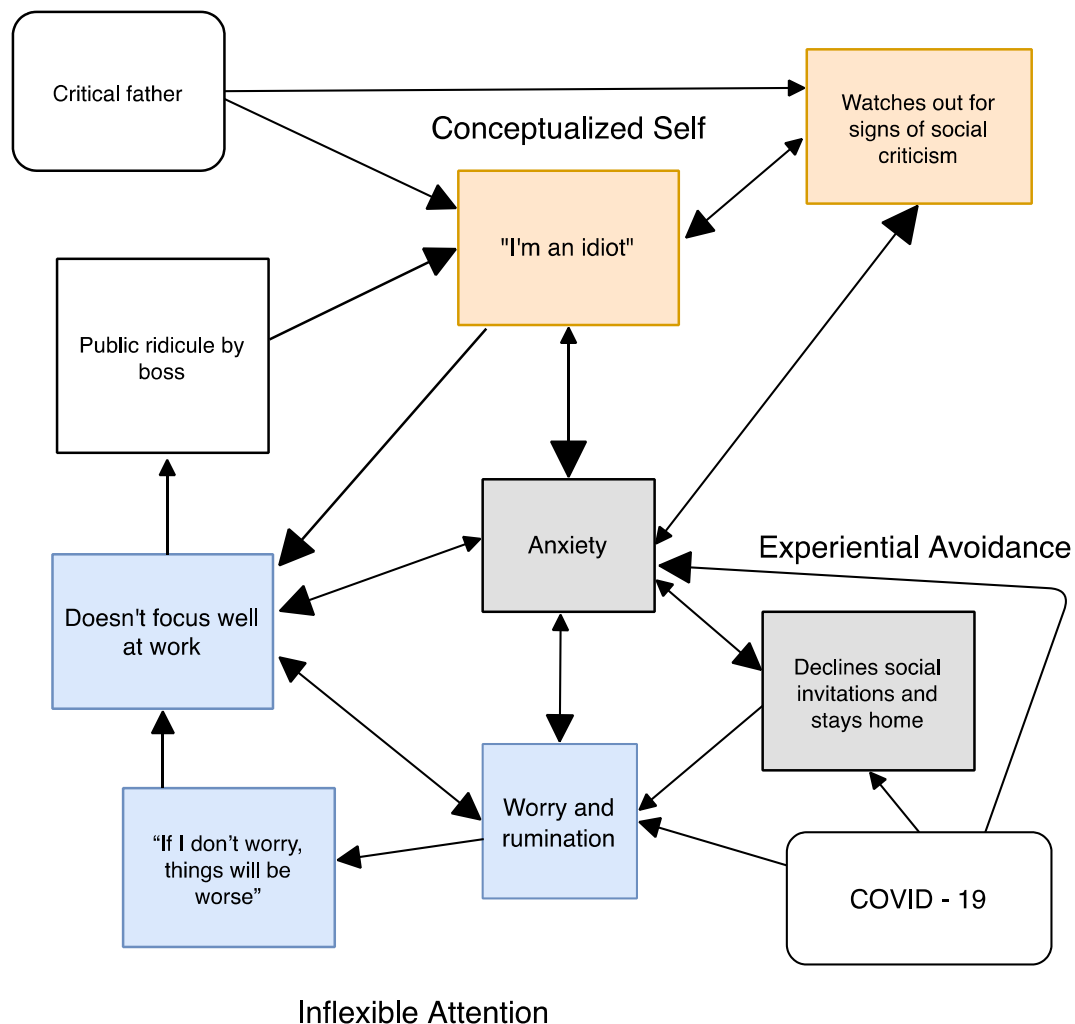 Critical father
Watches out for
signs of social
criticism
Conceptualized Self
"I'm an idiot"
Public ridicule by
boss
Anxiety
Experiential Avoidance
Doesn't focus well
at work
Declines social
invitations and
stays home
Worry and
rumination
“If I don’t worry,
things will be
worse”
COVID - 19
Inflexible Attention